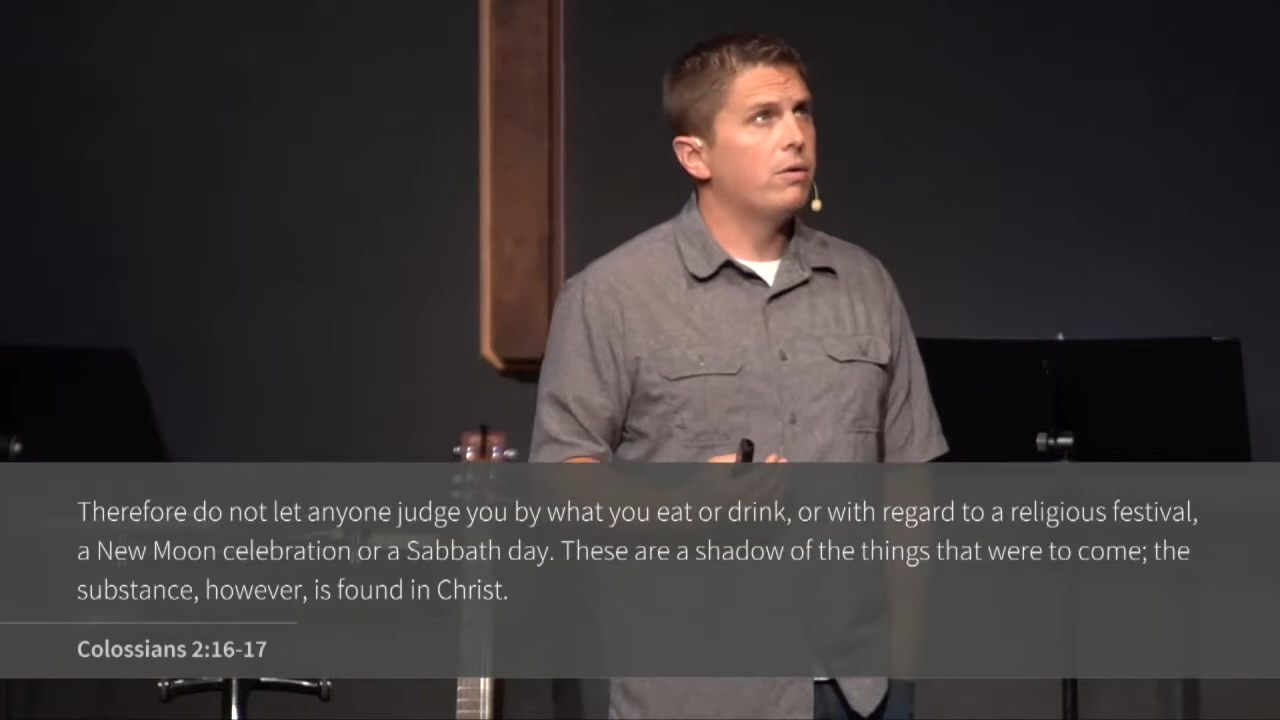 Therefore do not let anyone judge you by what you eat or drink, or with regard to a religious festival,
a New Moon celebration or a Sabbath day. These are a shadow of the things that were to come; the
substance, however, is found in Christ.
Colossians 2:16-17